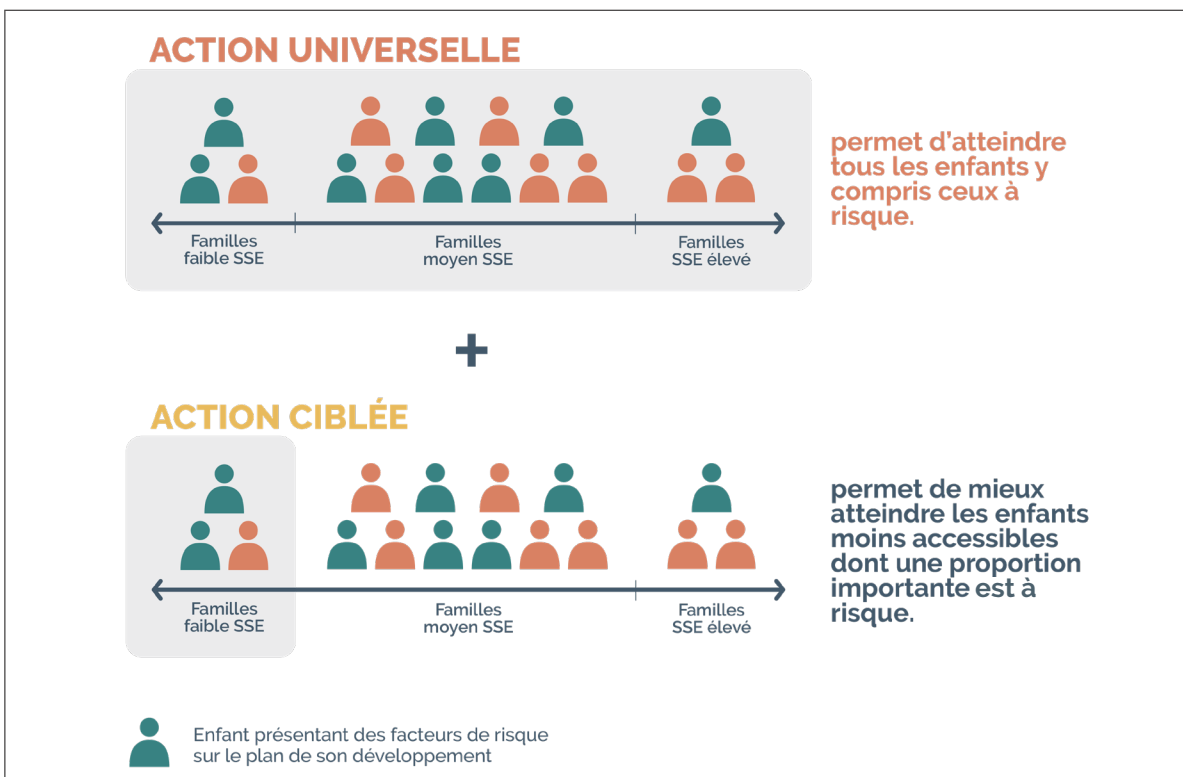 ACTION UNIVERSELLE
permet d'atteindre
tous les enfants y
compris ceux à
risque.
Familles
faible SSE
Familles
moyen SSE
Familles
SSE élevé
+
ACTION CIBLÉE
permet de mieux
atteindre les enfants
moins accessibles
dont une proportion
importante est à
risque.
Familles
faible SSE
Familles
moyen SSE
Familles
SSE élevé
Enfant présentant des facteurs de risque
sur le plan de son développement